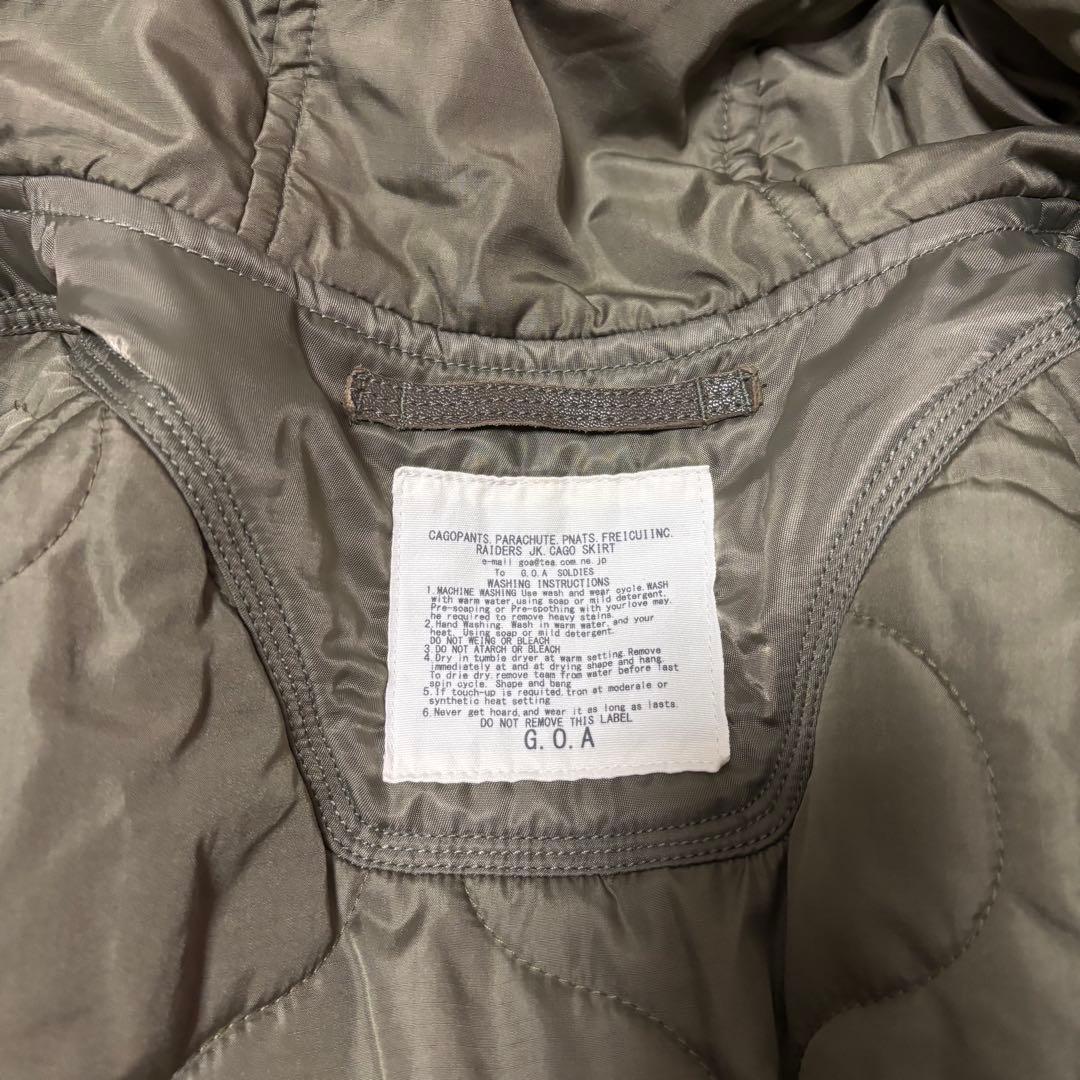 CAGOPANTS. PARACHUTE. PNATS. FREICUIINC.
RAIDERS JK. CAGO SKIRT
e-mail goa@tea.com.ne.jp
To G.O.A SOLDIES
WASHING INSTRUCTIONS
1. MACHINE WASHING Use wash and wear cycle. WASH
with warm water, using soap or mild detergent.
Pre-soaping or Pre-spothing with your love may.
he required to remove heavy stains.
2. Hand Washing. Wash in warm water, and your
heat. Using soap or mild detergent.
DO NOT WEING OR BLEACH
3. DO NOT ATARCH OR BLEACH
4. Dry in tumble dryer at warm setting. Remove
immediately at and at drying shape and hang.
To drie dry. remove team from water before last
spin cycle. Shape and bang
5. If touch-up is requited. tron at moderale or
synthetic heat setting
6. Never get hoard, and wear it as long as lasts.
DO NOT REMOVE THIS LABEL
G.O.A